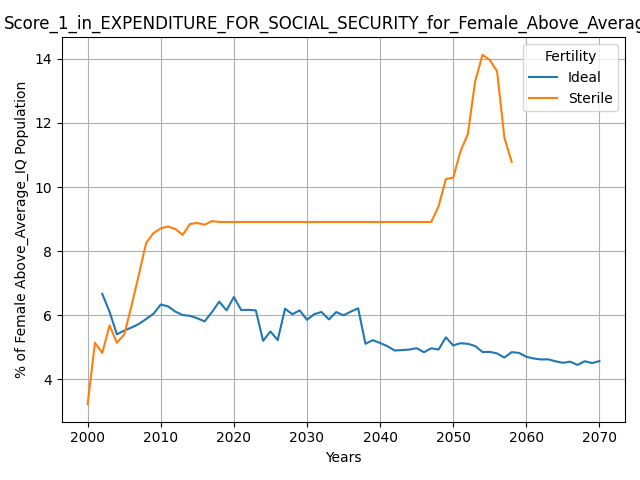 Score_1_in_EXPENDITURE_FOR_SOCIAL_SECURITY_for_Female_Above_Averag
% of Female Above_Average_IQ Population
14
12
10
8
6
4
Fertility
Ideal
Sterile
2000 2010 2020 2030 2040 2050 2060 2070
Years